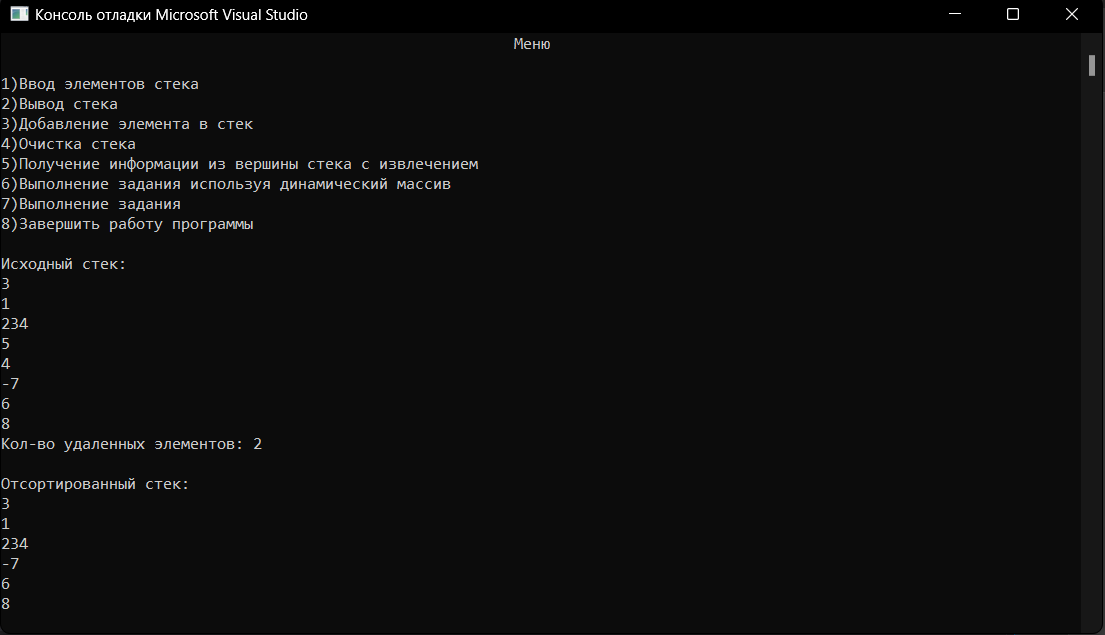 Консоль отладки Microsoft Visual Studio
Меню
1)Ввод элементов стека
2)Вывод стека
3)Добавление элемента в стек
4)Очистка стека
5)Получение информации из вершины стека с извлечением
6)Выполнение задания используя динамический массив
7)Выполнение задания
8)Завершить работу программы
Исходный стек:
3
1
234
5
4
-7
6
8
Кол-во удаленных элементов: 2
Отсортированный стек:
3
1
234
-7
6
8